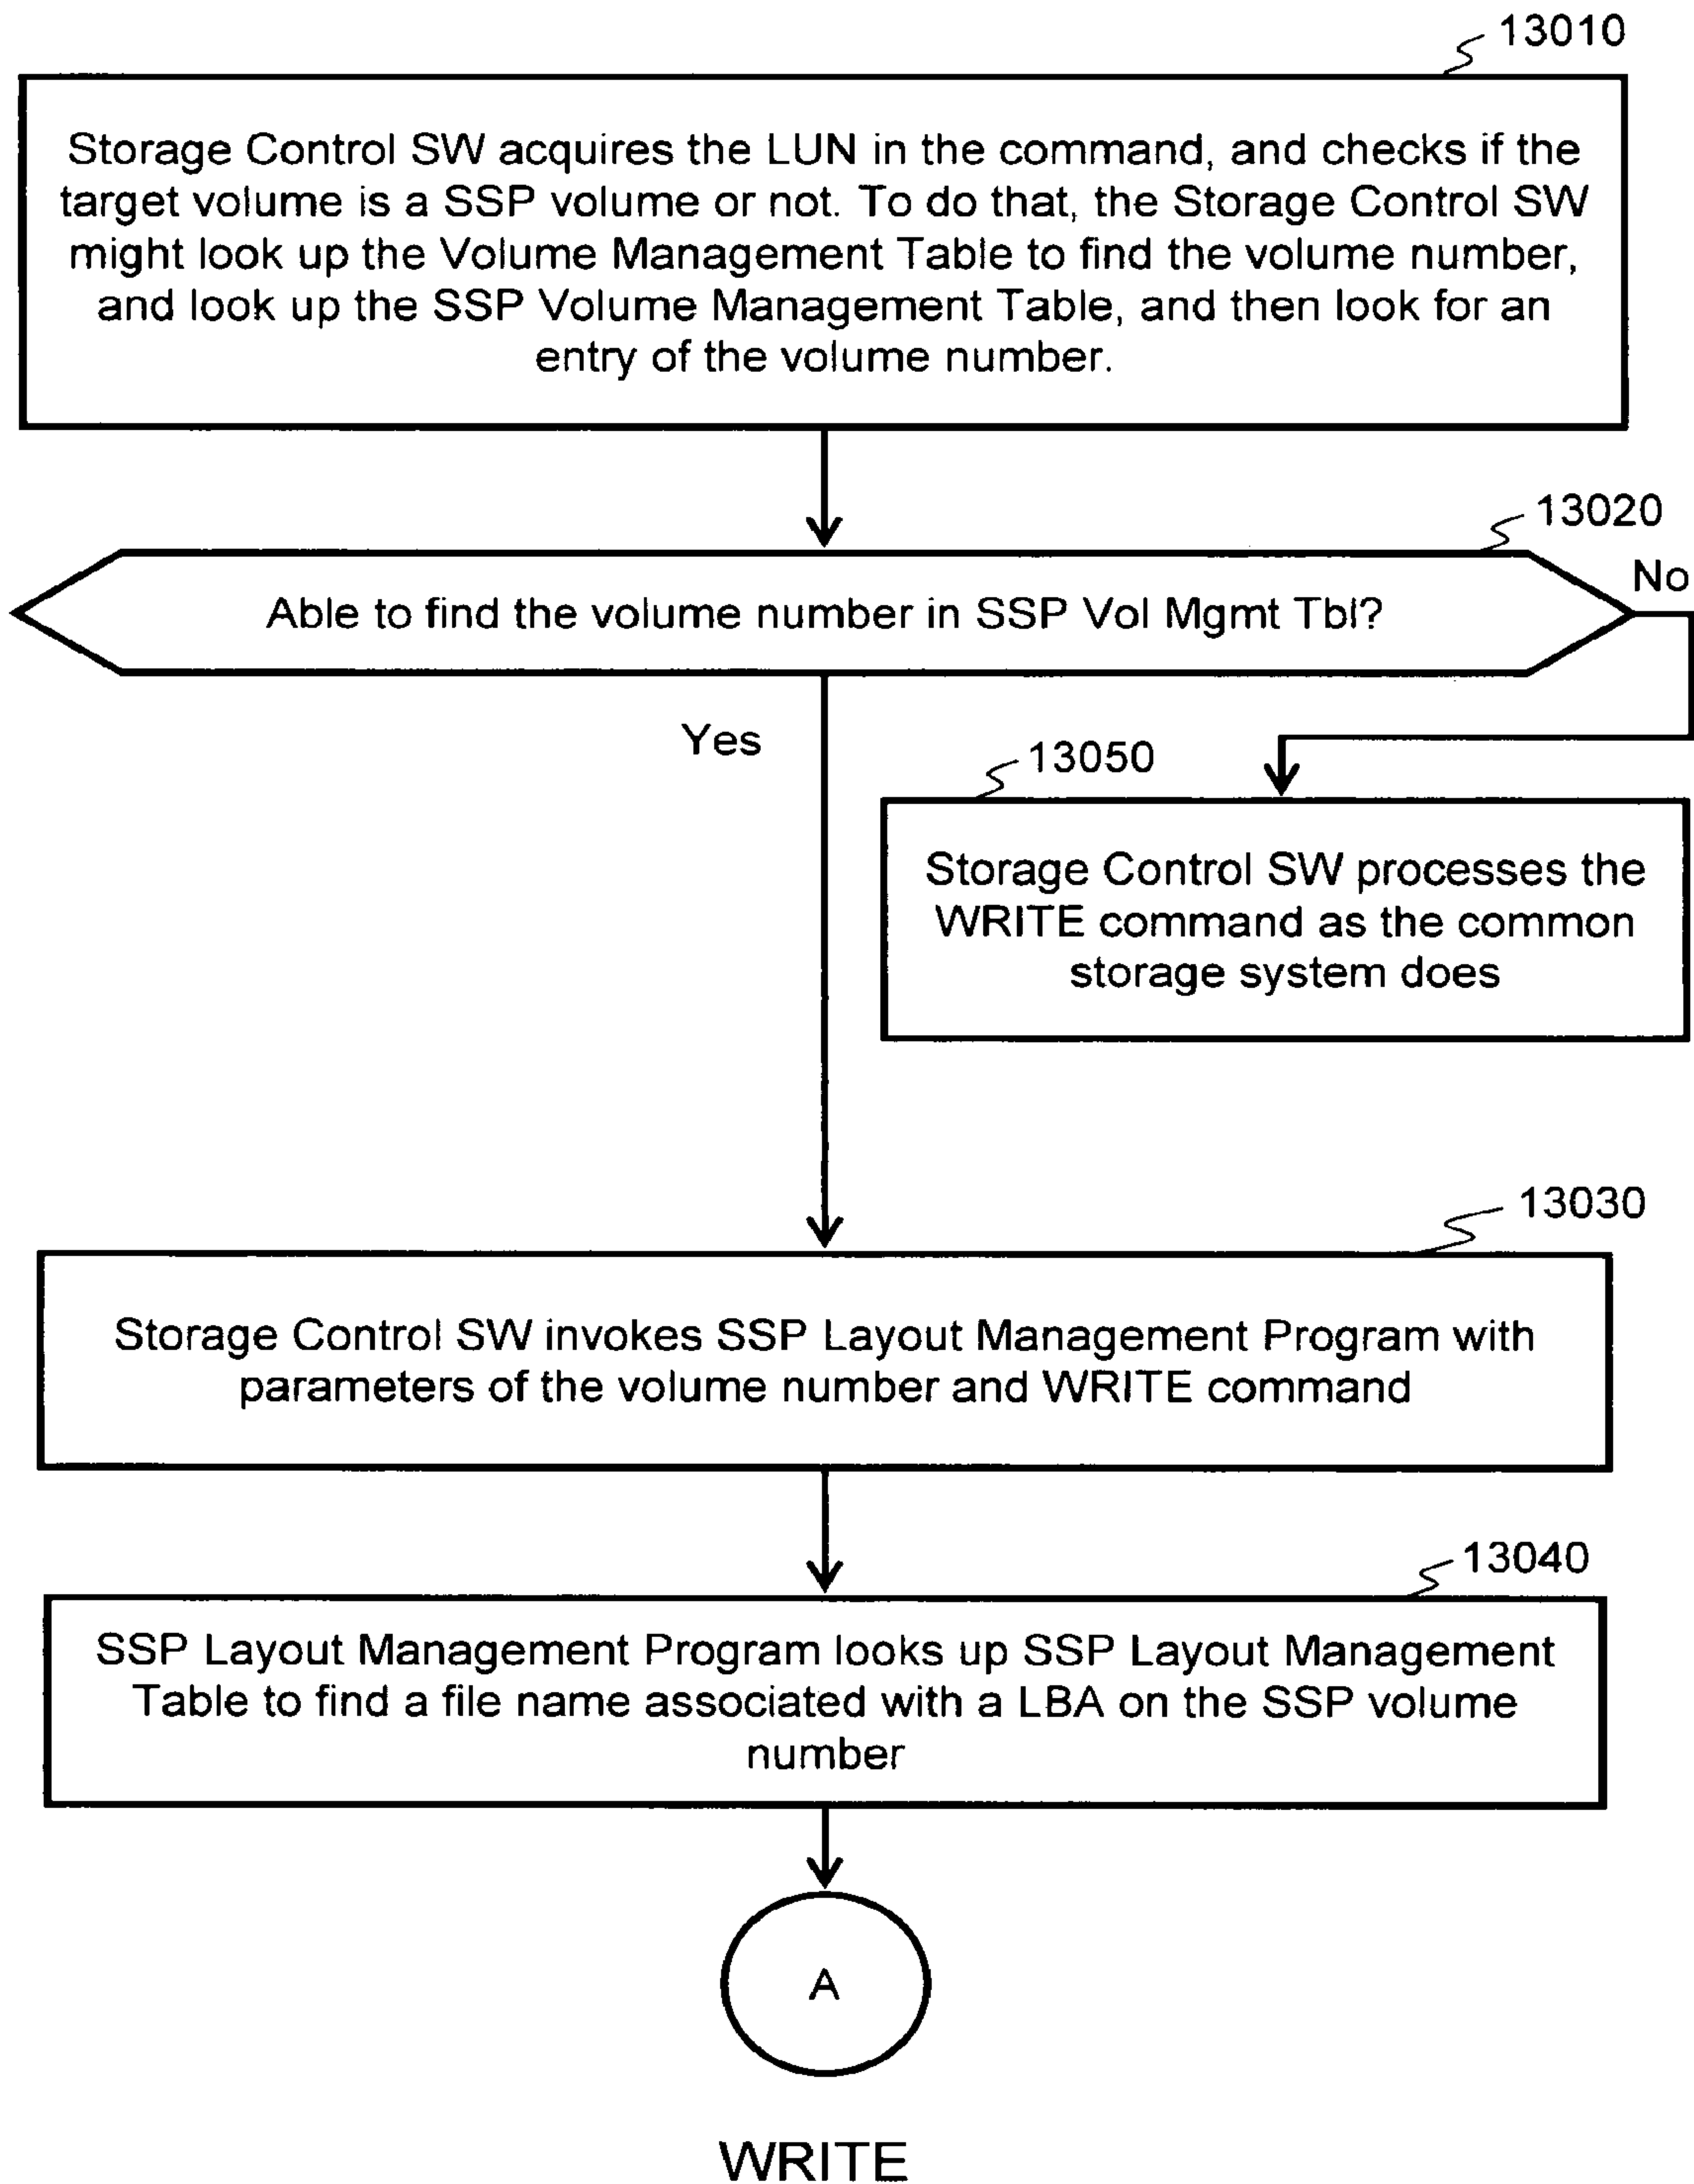 13010
Storage Control SW acquires the LUN in the command, and checks if the
target volume is a SSP volume or not. To do that, the Storage Control SW
might look up the Volume Management Table to find the volume number,
and look up the SSP Volume Management Table, and then look for an
entry of the volume number.
13020
No
Able to find the volume number in SSP Vol Mgmt Tbl?
Yes
13050
Storage Control SW processes the
WRITE command as the common
storage system does
13030
Storage Control SW invokes SSP Layout Management Program with
parameters of the volume number and WRITE command
13040
SSP Layout Management Program looks up SSP Layout Management
Table to find a file name associated with a LBA on the SSP volume
number
A
WRITE